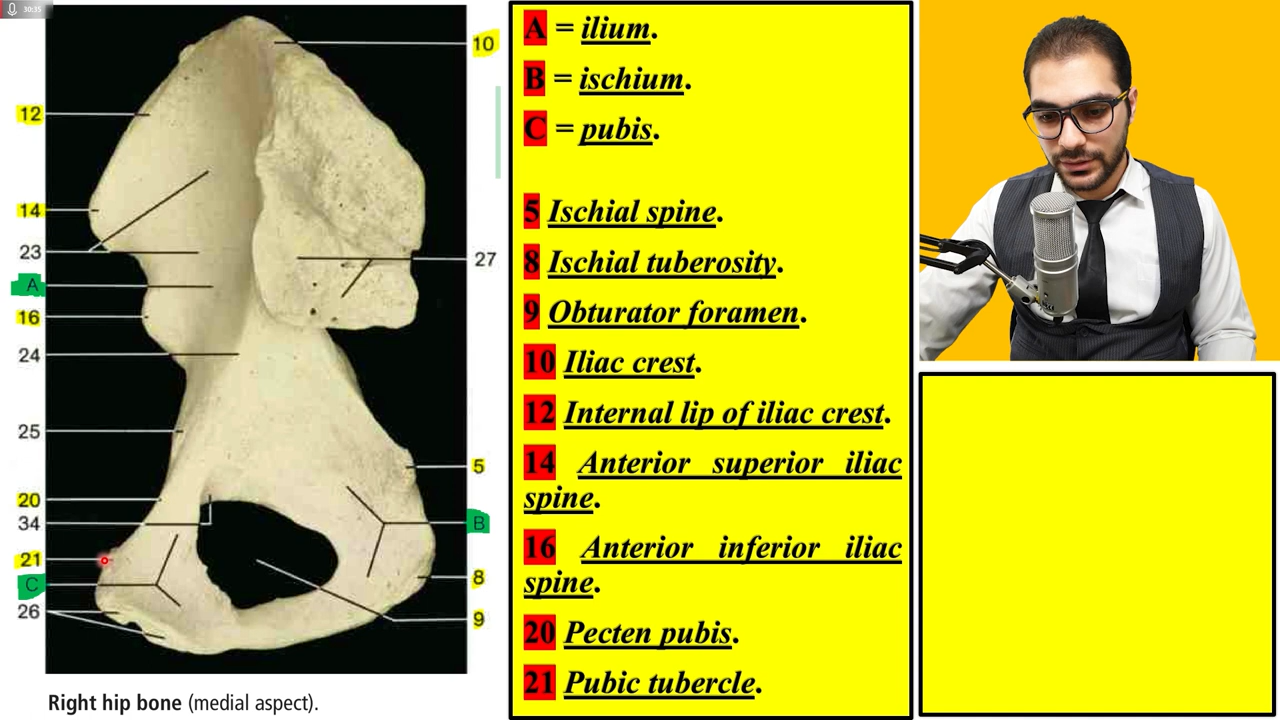 30:35
10
12
14
23
27
A
16
24
25
5
20
34
B
21
8
C
26
9
Right hip bone (medial aspect).
A = ilium.
B = ischium.
C = pubis.
5 Ischial spine.
8 Ischial tuberosity.
9 Obturator foramen.
10 Iliac crest.
12 Internal lip of iliac crest.
14 Anterior superior iliac
spine.
16 Anterior inferior iliac
spine.
20 Pecten pubis.
21 Pubic tubercle.